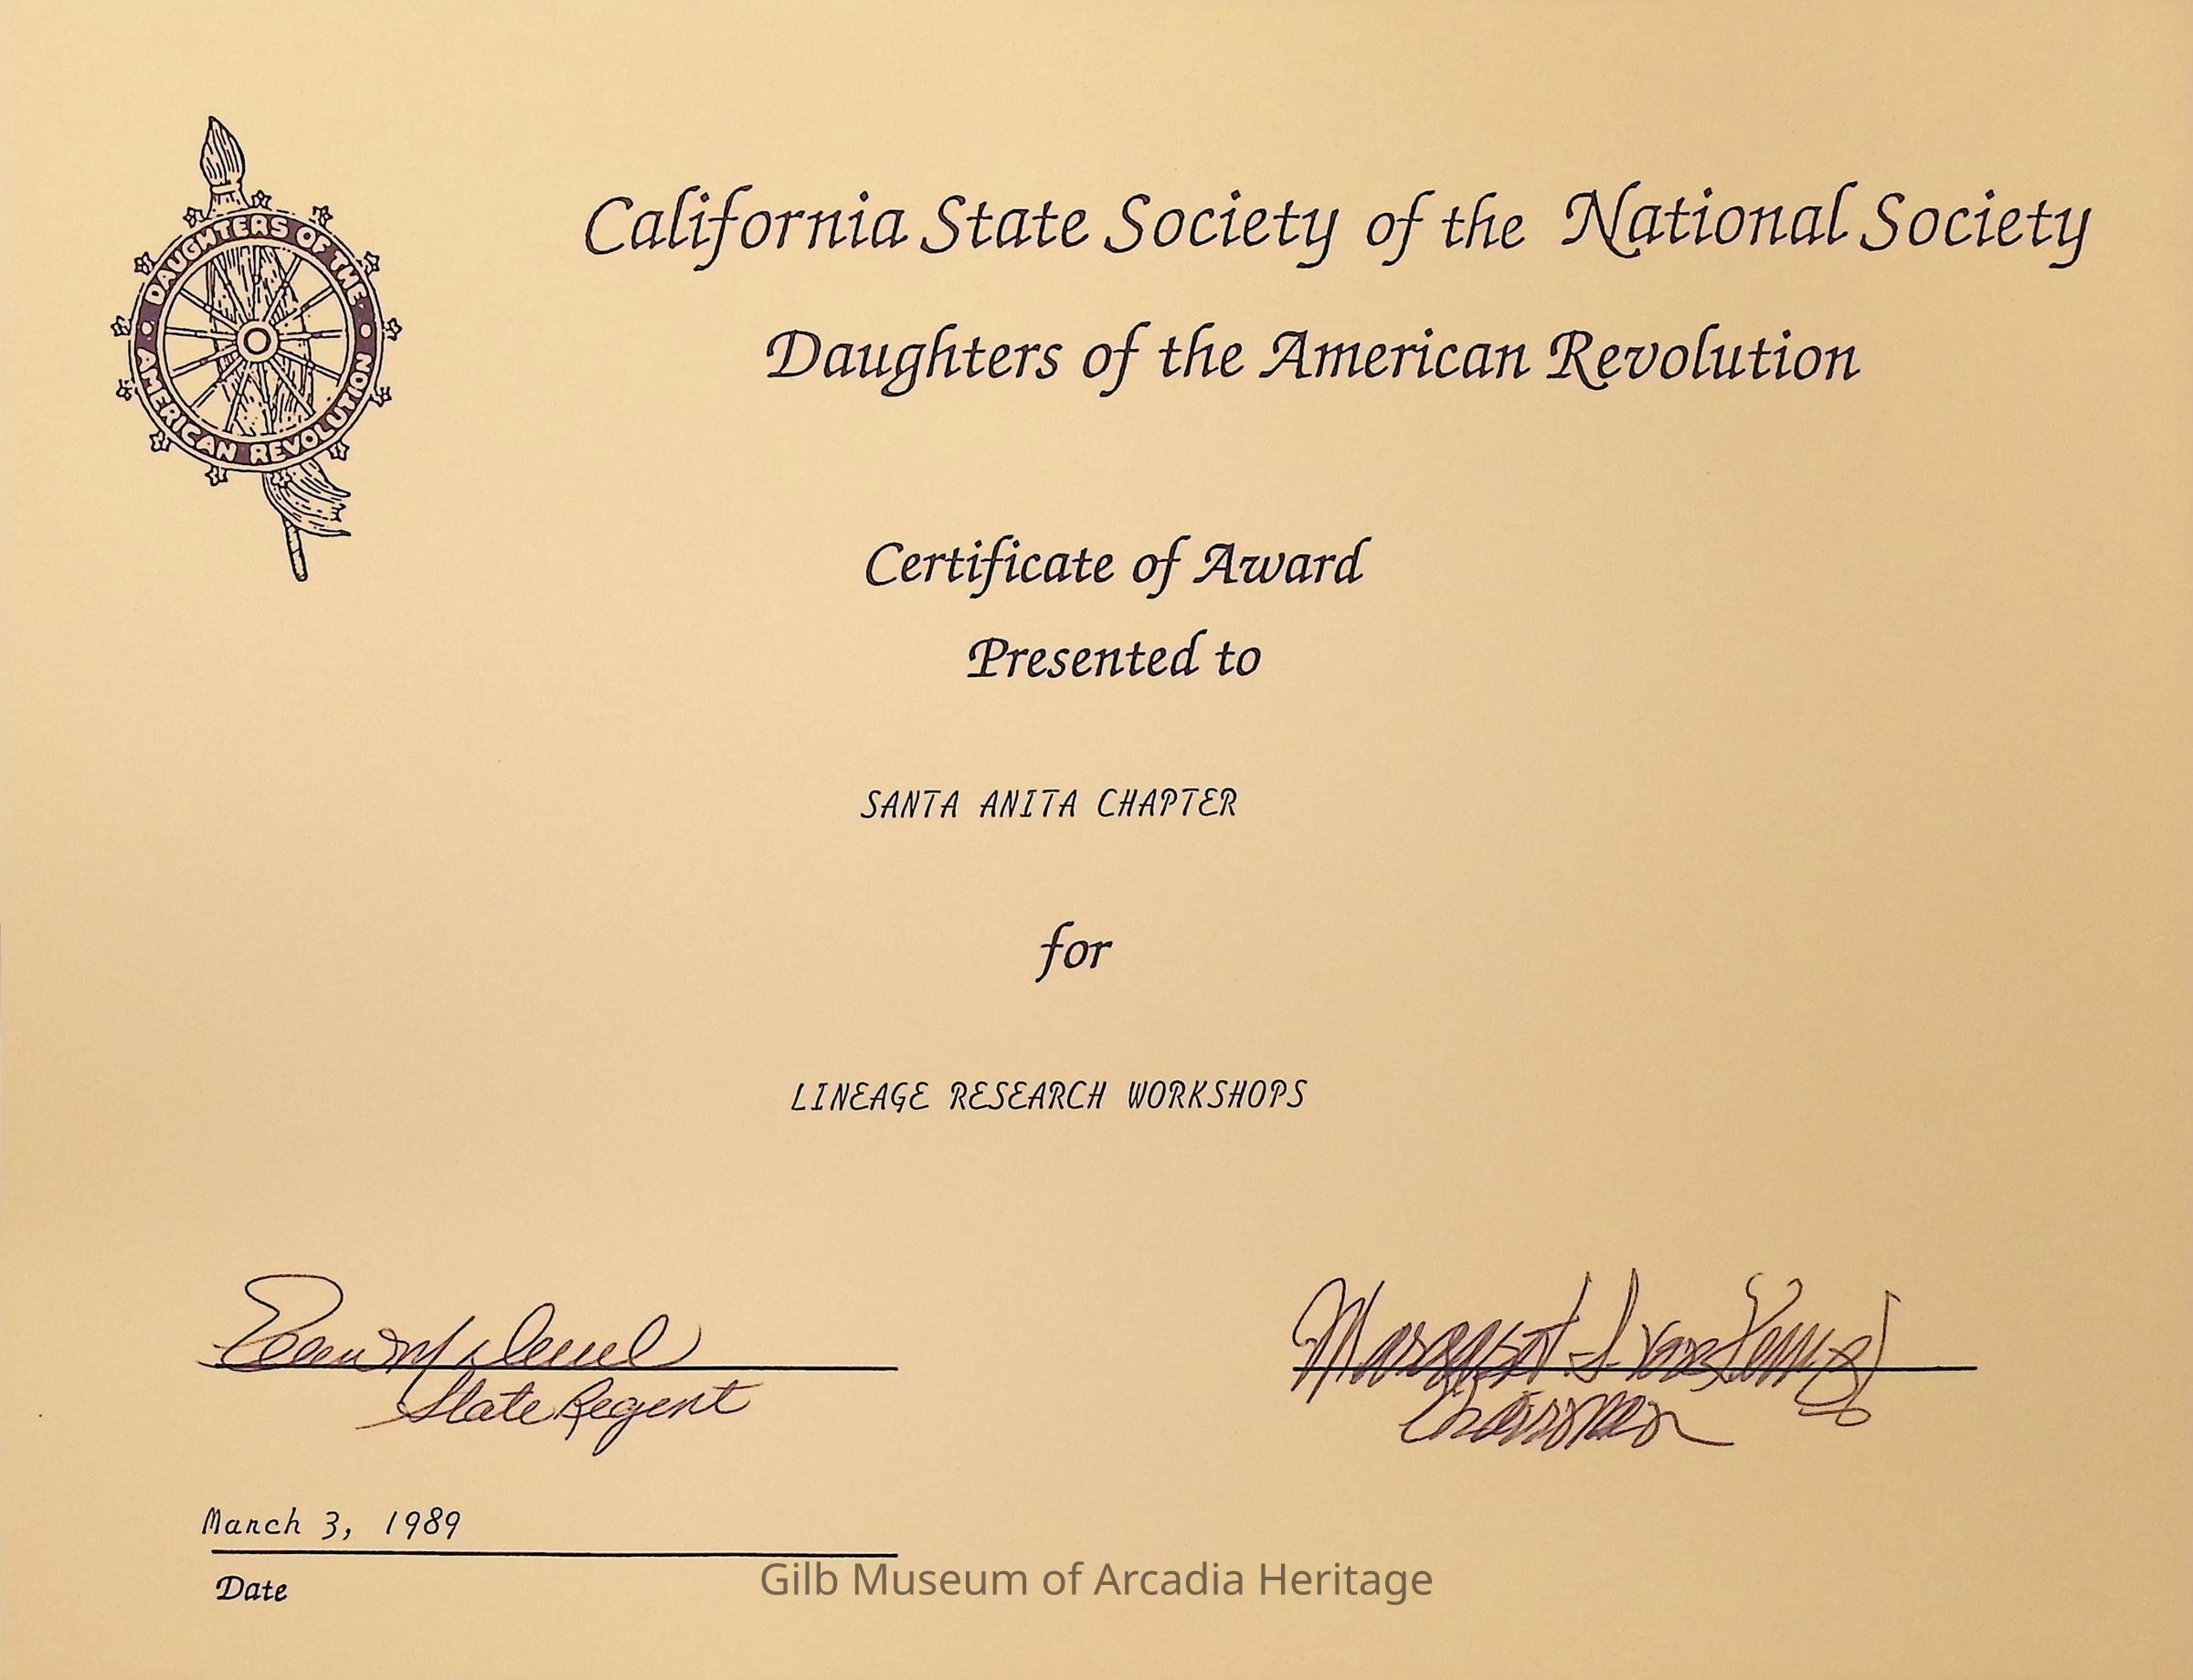 DAUGHTERS OF THE
AMERICAN REVOLUTION
California State Society of the National Society
Daughters of the American Revolution
Certificate of Award
Presented to
SANTA ANITA CHAPTER
for
LINEAGE RESEARCH WORKSHOPS
State Regent
Margaret
Chairman
March 3, 1989
Date
Gilb Museum of Arcadia Heritage